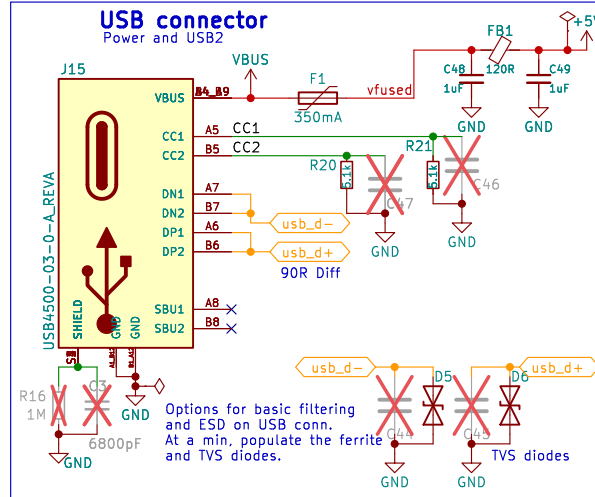 USB connector
Power and USB2
+5V
FB1
VBUS
J15
C48
120R
C49
F1
vfused
1uF
1uF
VBUS
350mA
GND
GND
CC1
A5
CC1
CC2
B5
CC2
R20
R21
5.1k
5.1k
C47
C46
DN1
A7
DN2
B7
usb_d-
GND
GND
DP1
A6
DP2
B6
usb_d+
90R Diff
USB4500-03-0-A_REVA
SBU1
A8
SBU2
B8
SHIELD
GND
GND
usb_d-
usb_d+
R16
C3
D5
D6
1M
GND
Options for basic filtering
and ESD on USB conn.
At a min, populate the ferrite
and TVS diodes.
C44
C45
6800pF
GND
TVS diodes
GND
GND